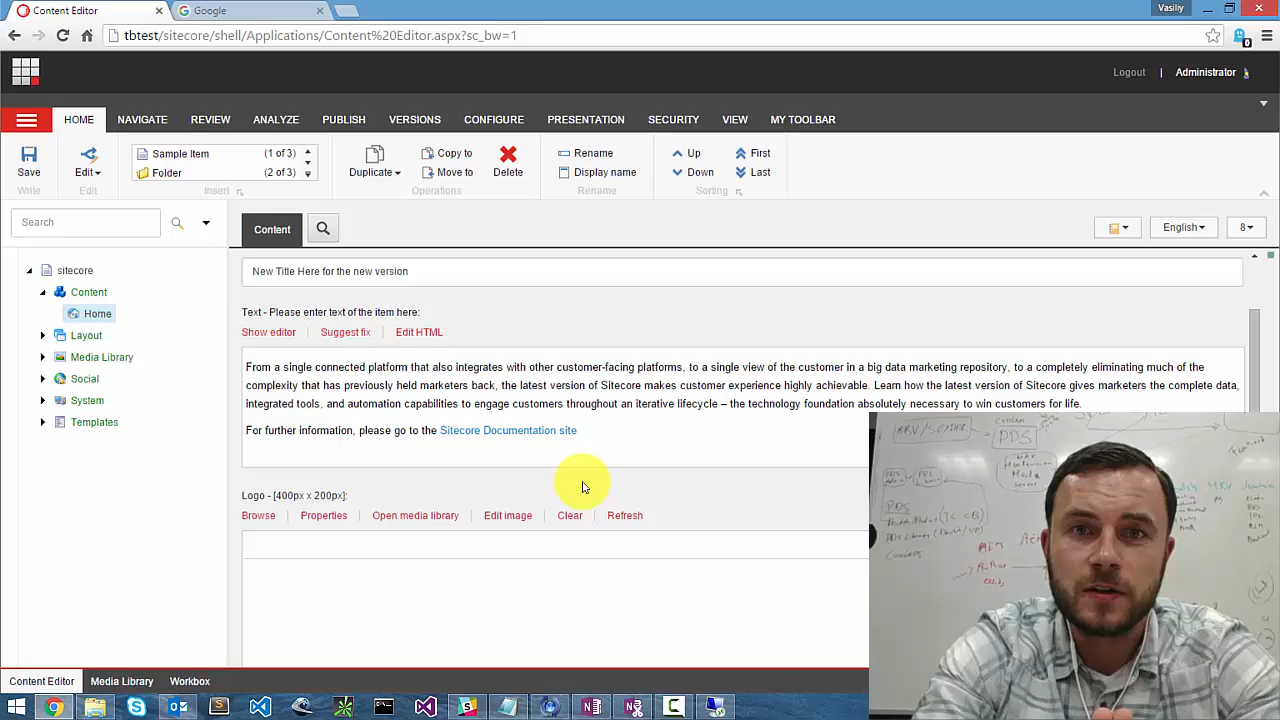 Content Editor
Google
Vasily
tbtest/sitecore/shell/Applications/Content%20Editor.aspx?sc_bw=1
0
Logout | Administrator
HOME NAVIGATE REVIEW ANALYZE PUBLISH VERSIONS CONFIGURE PRESENTATION SECURITY VIEW MY TOOLBAR
Sample Item (1 of 3)
Folder (2 of 3)
Save
Edit
Duplicate
Copy to
Move to
Delete
Rename
Display name
Up
Down
First
Last
Write
Edit
Insert
Operations
Rename
Sorting
Search
Content
English
8
sitecore
Content
Home
Layout
Media Library
Social
System
Templates
New Title Here for the new version
Text - Please enter text of the item here:
Show editor Suggest fix Edit HTML
From a single connected platform that also integrates with other customer-facing platforms, to a single view of the customer in a big data marketing repository, to a completely eliminating much of the
complexity that has previously held marketers back, the latest version of Sitecore makes customer experience highly achievable. Learn how the latest version of Sitecore gives marketers the complete data,
integrated tools, and automation capabilities to engage customers throughout an iterative lifecycle – the technology foundation absolutely necessary to win customers for life.
For further information, please go to the Sitecore Documentation site
Logo - [400px x 200px]:
Browse Properties Open media library Edit image Clear Refresh
PDS
PDS
Content Editor Media Library Workbox